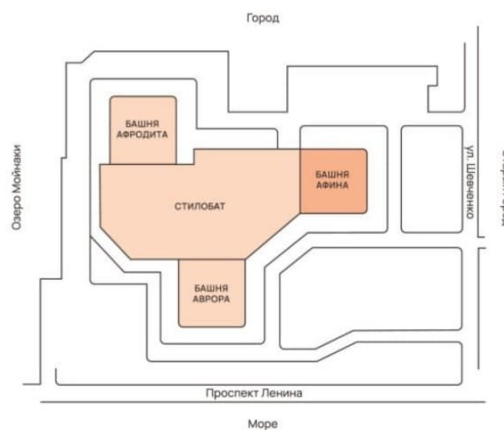 Город
БАШНЯ
АФРОДИТА
Озеро Мойнаки
СТИЛОБАТ
БАШНЯ
АФИНА
ул. Шевченко
БАШНЯ
АВРОРА
Проспект Ленина
Море